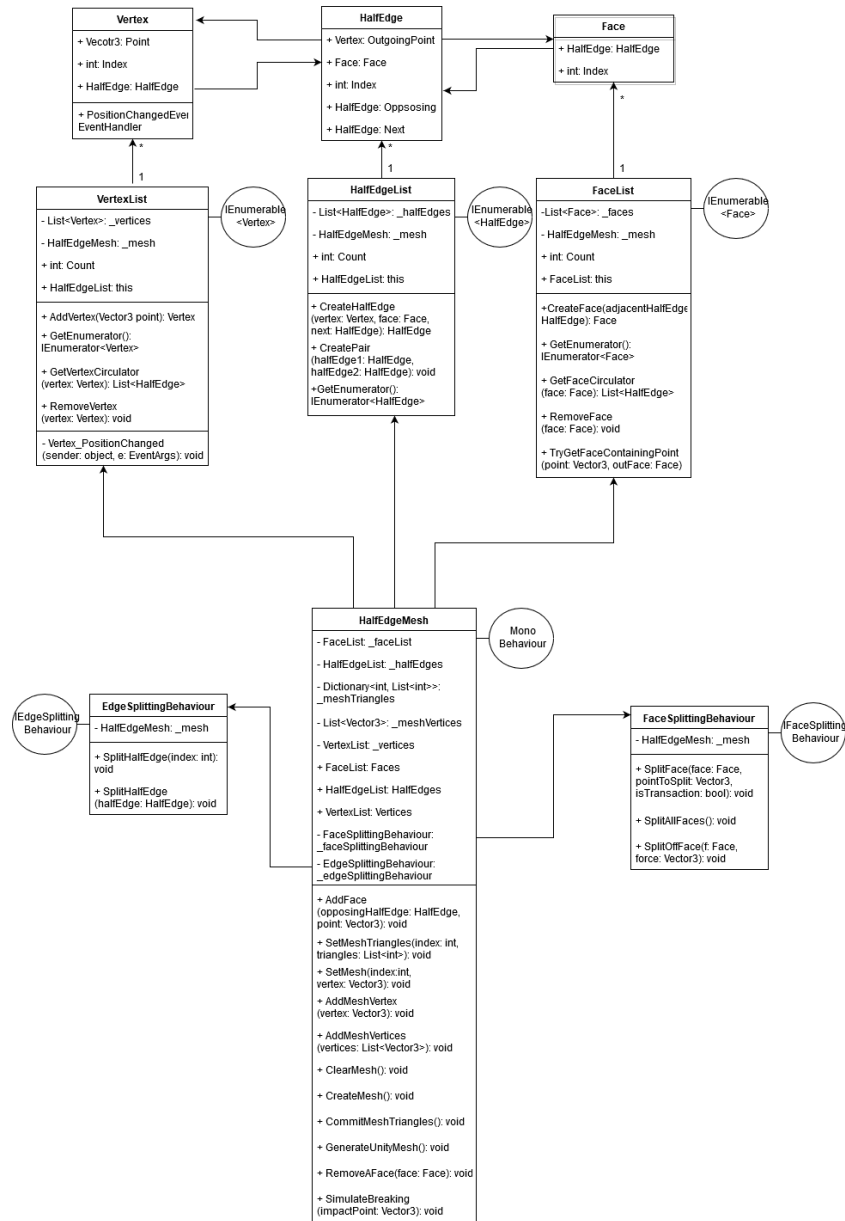 Vertex
+ Vecotr3: Point
+ int: Index
+ HalfEdge: HalfEdge
+ PositionChangedEver
EventHandler
HalfEdge
+ Vertex: OutgoingPoint
+ Face: Face
+ int: Index
+ HalfEdge: Oppsosing
+ HalfEdge: Next
Face
+ HalfEdge: HalfEdge
+ int: Index
*
1
*
1
*
1
VertexList
- List<Vertex>: _vertices
- HalfEdgeMesh: _mesh
+ int: Count
+ HalfEdgeList: this
+ AddVertex(Vector3 point): Vertex
+ GetEnumerator():
IEnumerator<Vertex>
+ GetVertexCirculator
(vertex: Vertex): List<HalfEdge>
+ RemoveVertex
(vertex: Vertex): void
- Vertex_PositionChanged
(sender: object, e: EventArgs): void
IEnumerable
<Vertex>
HalfEdgeList
- List<HalfEdge>: _halfEdges
- HalfEdgeMesh: _mesh
+ int: Count
+ HalfEdgeList: this
+ CreateHalfEdge
(vertex: Vertex, face: Face,
next: HalfEdge): HalfEdge
+ CreatePair
(halfEdge1: HalfEdge,
halfEdge2: HalfEdge): void
+GetEnumerator():
IEnumerator<HalfEdge>
IEnumerable
<HalfEdge>
FaceList
-List<Face>: _faces
- HalfEdgeMesh: _mesh
+ int: Count
+ FaceList: this
+CreateFace(adjacentHalfEdge
HalfEdge): Face
+ GetEnumerator():
IEnumerator<Face>
+ GetFaceCirculator
(face: Face): List<HalfEdge>
+ RemoveFace
(face: Face): void
+ TryGetFaceContainingPoint
(point: Vector3, outFace: Face)
IEnumerable
<Face>
HalfEdgeMesh
- FaceList: _faceList
- HalfEdgeList: _halfEdges
- Dictionary<int, List<int>>:
_meshTriangles
- List<Vector3>: _meshVertices
- VertexList: _vertices
+ FaceList: Faces
+ HalfEdgeList: HalfEdges
+ VertexList: Vertices
- FaceSplittingBehaviour:
_faceSplittingBehaviour
- EdgeSplittingBehaviour:
_edgeSplittingBehaviour
+ AddFace
(opposingHalfEdge: HalfEdge,
point: Vector3): void
+ SetMeshTriangles(index: int,
triangles: List<int>): void
+ SetMesh(index:int,
vertex: Vector3): void
+ AddMeshVertex
(vertex: Vector3): void
+ AddMeshVertices
(vertices: List<Vector3>): void
+ ClearMesh(): void
+ CreateMesh(): void
+ CommitMeshTriangles(): void
+ GenerateUnityMesh(): void
+ RemoveAFace(face: Face): void
+ SimulateBreaking
(impactPoint: Vector3): void
Mono
Behaviour
IEdgeSplitting
Behaviour
EdgeSplittingBehaviour
- HalfEdgeMesh: _mesh
+ SplitHalfEdge(index: int):
void
+ SplitHalfEdge
(halfEdge: HalfEdge): void
FaceSplittingBehaviour
- HalfEdgeMesh: _mesh
+ SplitFace(face: Face,
pointToSplit: Vector3,
isTransaction: bool): void
+ SplitAllFaces(): void
+ SplitOffFace(f: Face,
force: Vector3): void
IFaceSplitting
Behaviour